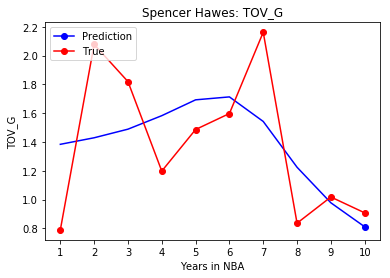 Spencer Hawes: TOV_G
Prediction
True
TOV_G
2.2
2.0
1.8
1.6
1.4
1.2
1.0
0.8
1 2 3 4 5 6 7 8 9 10
Years in NBA